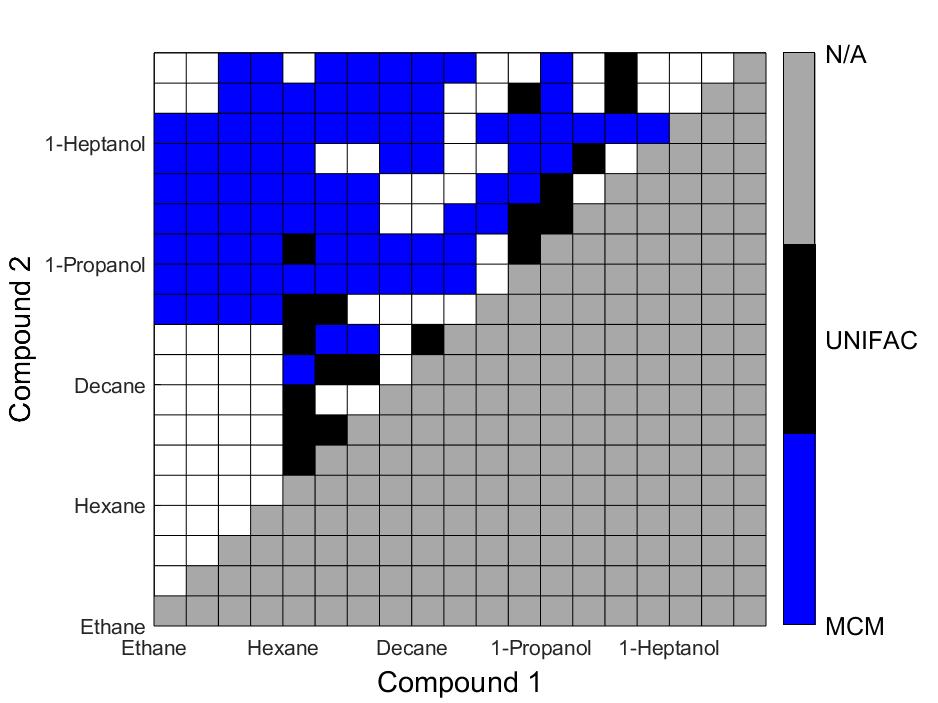 N/A
UNIFAC
MCM
Compound 2
1-Heptanol
1-Propanol
Decane
Hexane
Ethane
Ethane Hexane Decane 1-Propanol 1-Heptanol
Compound 1